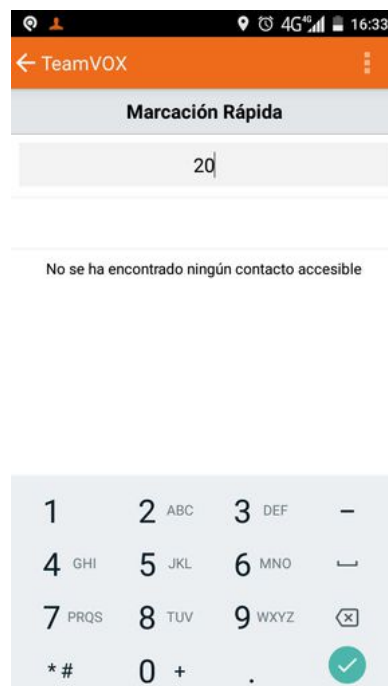 4G 4G 16:33
TeamVOX
Marcación Rápida
20
No se ha encontrado ningún contacto accesible
1 2 ABC 3 DEF –
4 GHI 5 JKL 6 MNO
7 PRQS 8 TUV 9 WXYZ
* # 0 + .